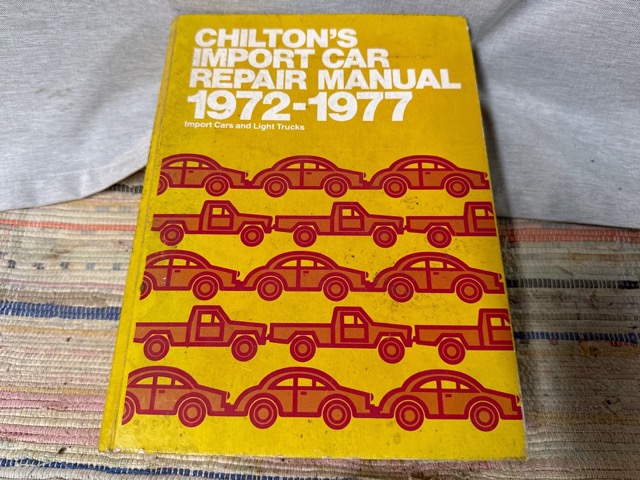 CHILTON'S
IMPORT CAR
REPAIR MANUAL
1972-1977
Import Cars and Light Trucks